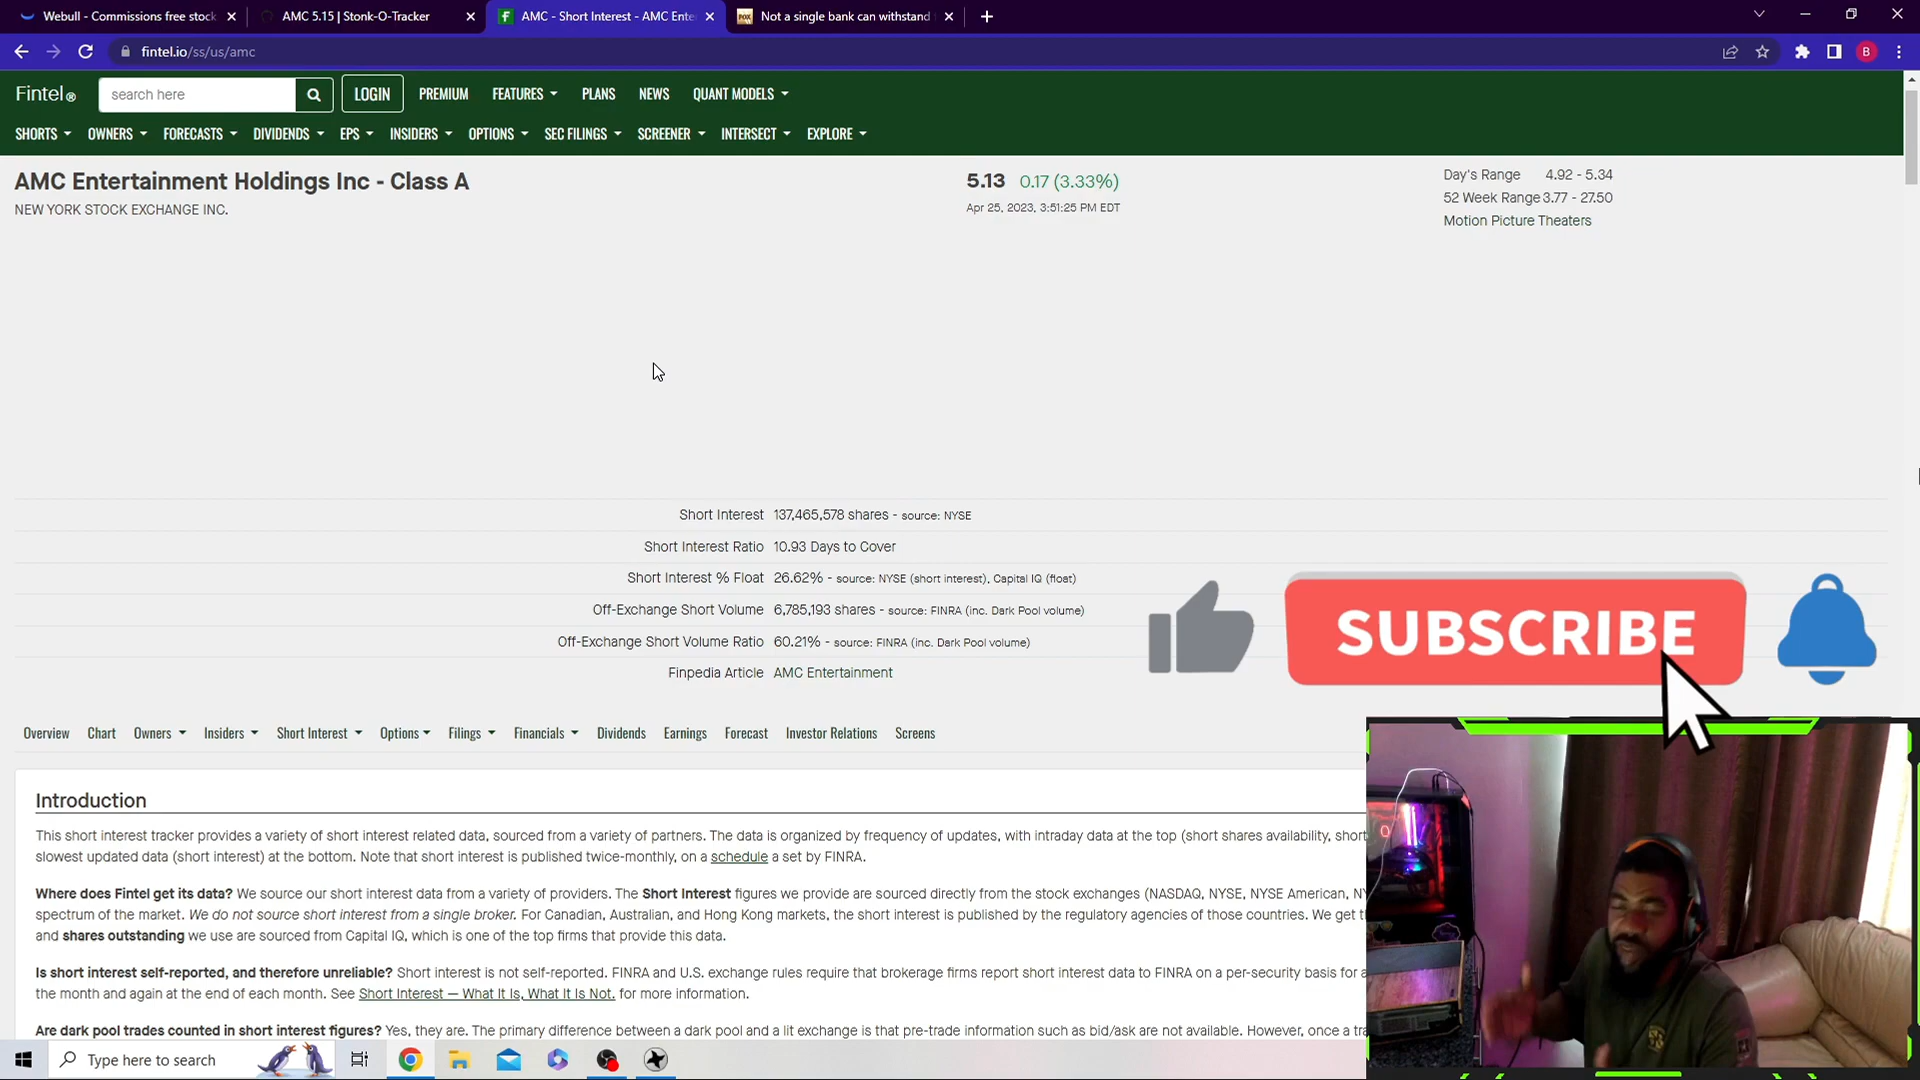 Webull - Commissions free stock
AMC 5.15 | Stonk-O-Tracker
AMC - Short Interest - AMC Ente
Not a single bank can withstand
fintel.io/ss/us/amc
B
Fintel®
search here
LOGIN
PREMIUM
FEATURES
PLANS
NEWS
QUANT MODELS
SHORTS
OWNERS
FORECASTS
DIVIDENDS
EPS
INSIDERS
OPTIONS
SEC FILINGS
SCREENER
INTERSECT
EXPLORE
AMC Entertainment Holdings Inc - Class A
NEW YORK STOCK EXCHANGE INC.
5.13 0.17 (3.33%)
Apr 25, 2023, 3:51:25 PM EDT
Day's Range 4.92 - 5.34
52 Week Range 3.77 - 27.50
Motion Picture Theaters
Short Interest 137,465,578 shares - source: NYSE
Short Interest Ratio 10.93 Days to Cover
Short Interest % Float 26.62% - source: NYSE (short interest), Capital IQ (float)
Off-Exchange Short Volume 6,785,193 shares - source: FINRA (inc. Dark Pool volume)
Off-Exchange Short Volume Ratio 60.21% - source: FINRA (inc. Dark Pool volume)
Finpedia Article AMC Entertainment
SUBSCRIBE
Overview Chart Owners Insiders Short Interest Options Filings Financials Dividends Earnings Forecast Investor Relations Screens
Introduction
This short interest tracker provides a variety of short interest related data, sourced from a variety of partners. The data is organized by frequency of updates, with intraday data at the top (short shares availability, short
slowest updated data (short interest) at the bottom. Note that short interest is published twice-monthly, on a schedule a set by FINRA.
Where does Fintel get its data? We source our short interest data from a variety of providers. The Short Interest figures we provide are sourced directly from the stock exchanges (NASDAQ, NYSE, NYSE American, NY
spectrum of the market. We do not source short interest from a single broker. For Canadian, Australian, and Hong Kong markets, the short interest is published by the regulatory agencies of those countries. We get t
and shares outstanding we use are sourced from Capital IQ, which is one of the top firms that provide this data.
Is short interest self-reported, and therefore unreliable? Short interest is not self-reported. FINRA and U.S. exchange rules require that brokerage firms report short interest data to FINRA on a per-security basis for a
the month and again at the end of each month. See Short Interest — What It Is, What It Is Not. for more information.
Are dark pool trades counted in short interest figures? Yes, they are. The primary difference between a dark pool and a lit exchange is that pre-trade information such as bid/ask are not available. However, once a tra
Type here to search